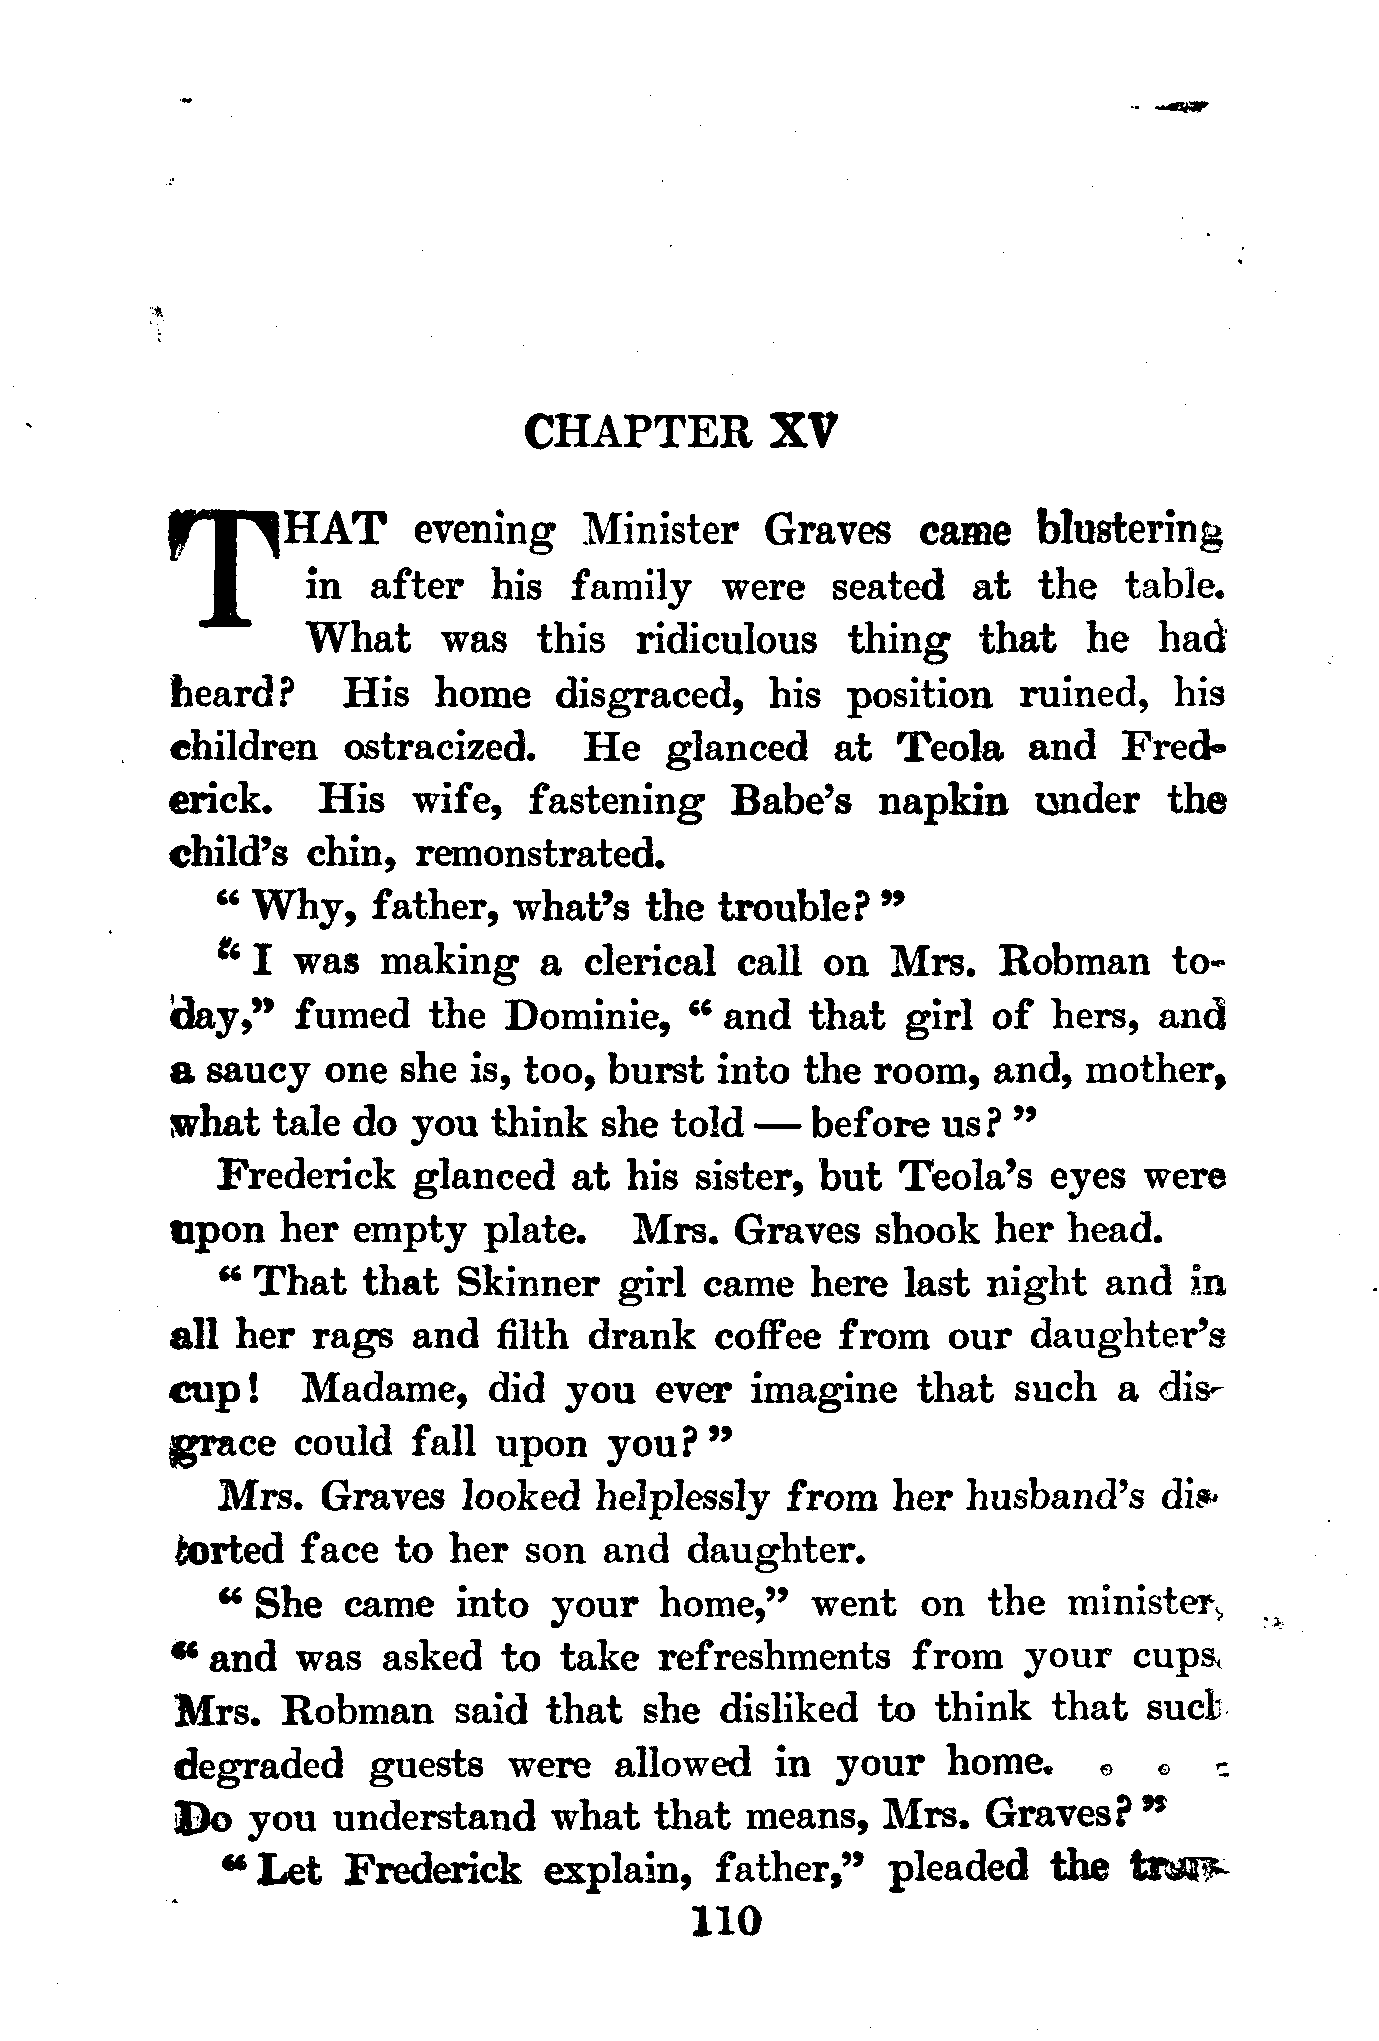 CHAPTER XV
THAT evening Minister Graves came blustering
in after his family were seated at the table.
What was this ridiculous thing that he had
heard? His home disgraced, his position ruined, his
children ostracized. He glanced at Teola and Fred-
erick. His wife, fastening Babe's napkin under the
child's chin, remonstrated.
“ Why, father, what's the trouble? ”
“ I was making a clerical call on Mrs. Robman to-
day,” fumed the Dominie, “ and that girl of hers, and
a saucy one she is, too, burst into the room, and, mother,
what tale do you think she told — before us? ”
Frederick glanced at his sister, but Teola's eyes were
upon her empty plate. Mrs. Graves shook her head.
“ That that Skinner girl came here last night and in
all her rags and filth drank coffee from our daughter's
cup! Madame, did you ever imagine that such a dis-
grace could fall upon you? ”
Mrs. Graves looked helplessly from her husband's dis-
torted face to her son and daughter.
“ She came into your home,” went on the minister,
“ and was asked to take refreshments from your cups.
Mrs. Robman said that she disliked to think that such
degraded guests were allowed in your home. . . .
Do you understand what that means, Mrs. Graves? ”
“ Let Frederick explain, father,” pleaded the
110